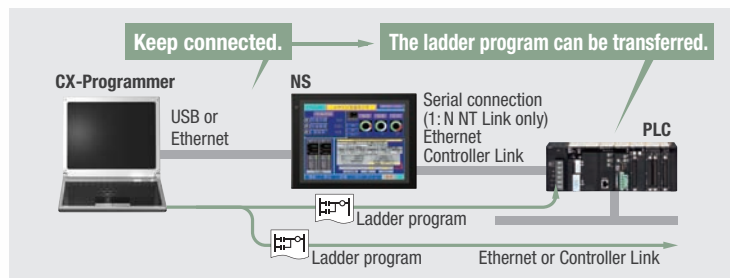 Keep connected.
The ladder program can be transferred.
CX-Programmer
NS
USB or
Ethernet
Serial connection
(1: N NT Link only)
Ethernet
Controller Link
PLC
Ladder program
Ladder program
Ethernet or Controller Link